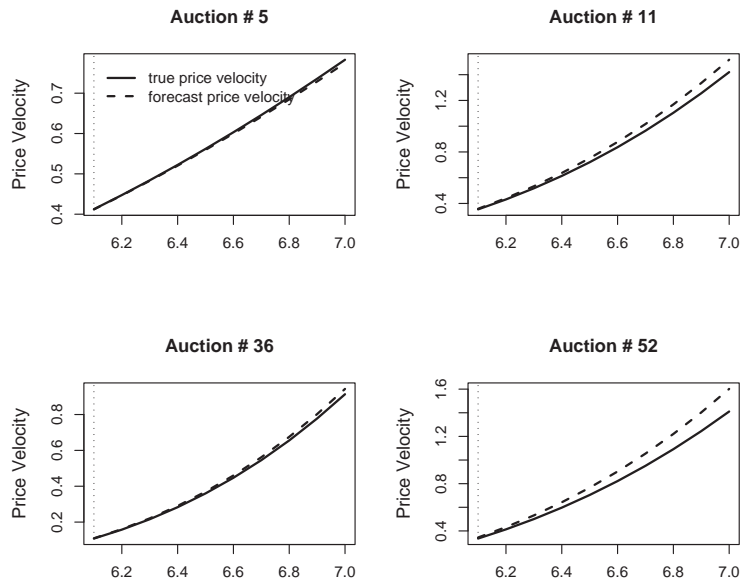 Auction # 5
Price Velocity
0.7
0.6
0.5
0.4
true price velocity
forecast price velocity
6.2 6.4 6.6 6.8 7.0
Auction # 11
Price Velocity
1.2
0.8
0.4
6.2 6.4 6.6 6.8 7.0
Auction # 36
Price Velocity
0.8
0.6
0.4
0.2
6.2 6.4 6.6 6.8 7.0
Auction # 52
Price Velocity
1.6
1.2
0.8
0.4
6.2 6.4 6.6 6.8 7.0